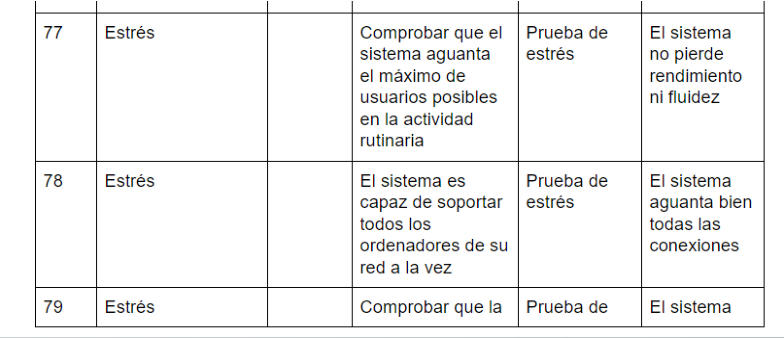 77 Estrés Comprobar que el Prueba de El sistema
sistema aguanta estrés no pierde
el máximo de rendimiento
usuarios posibles ni fluidez
en la actividad
rutinaria
78 Estrés El sistema es Prueba de El sistema
capaz de soportar estrés aguanta bien
todos los todas las
ordenadores de su conexiones
red a la vez
79 Estrés Comprobar que la Prueba de El sistema